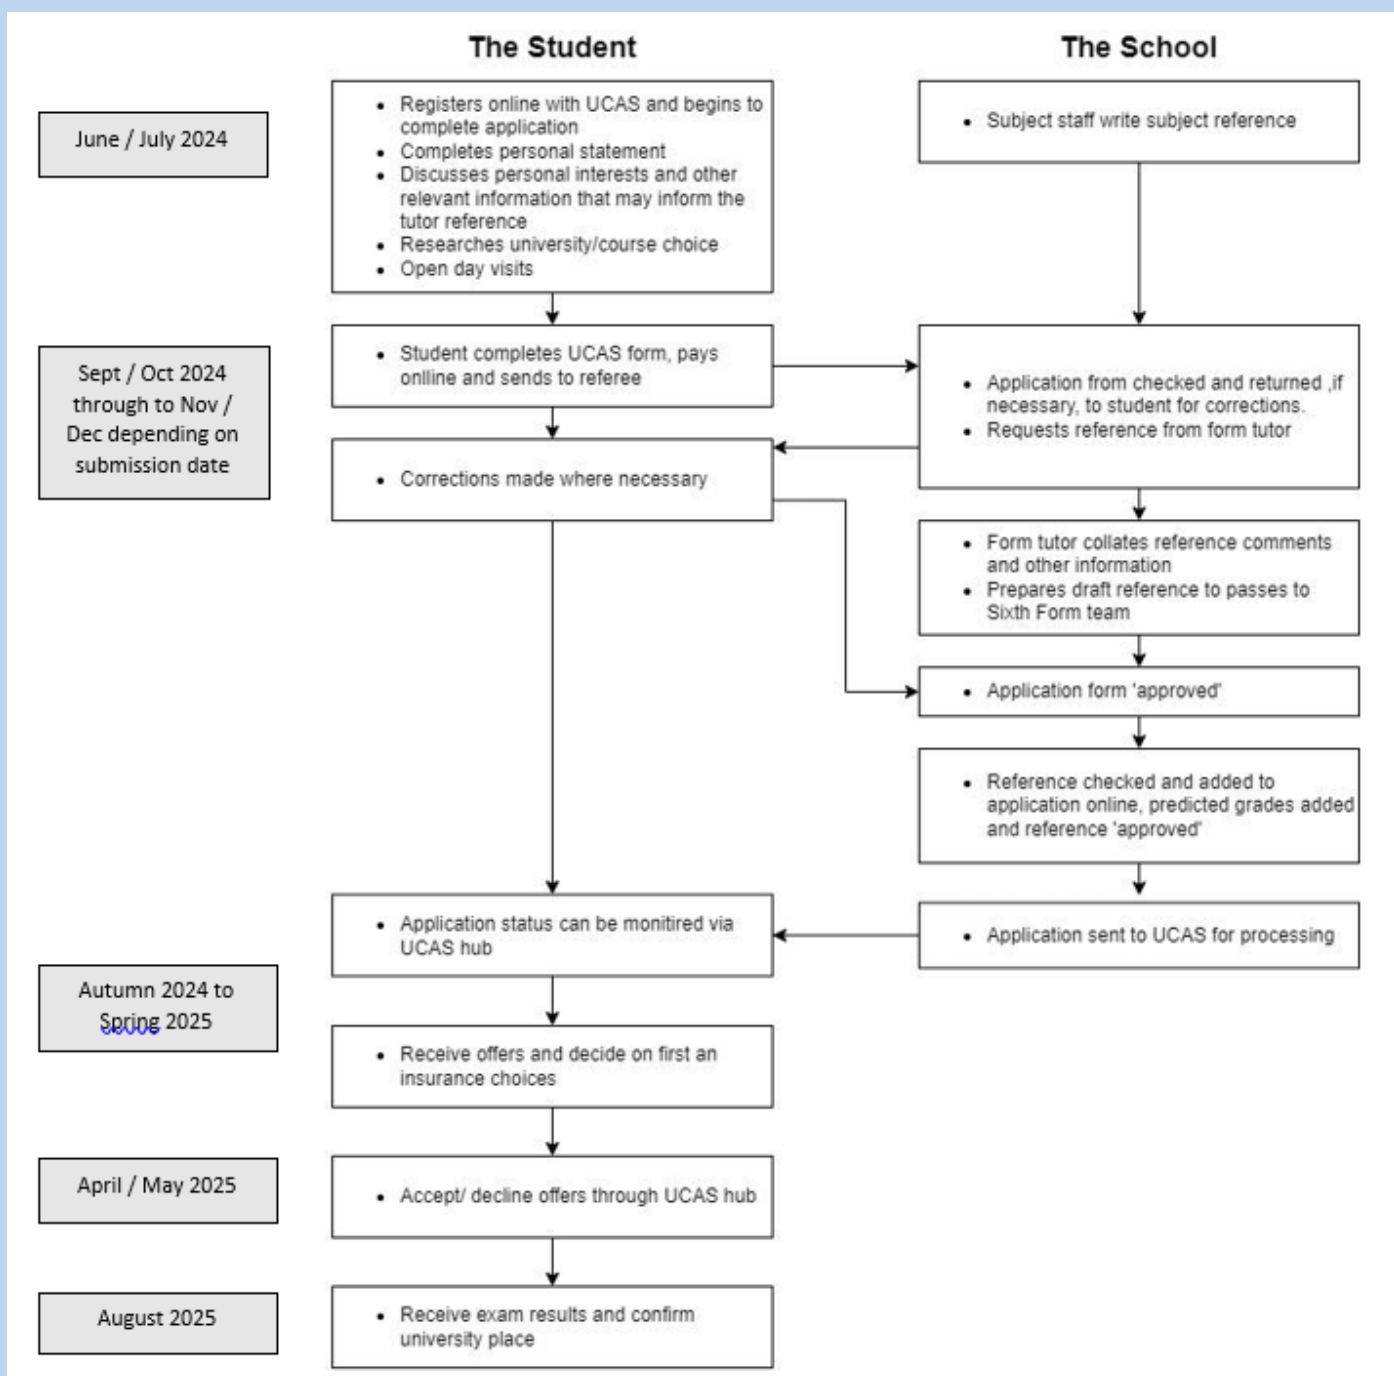 The Student
The School
June / July 2024
• Registers online with UCAS and begins to
complete application
• Completes personal statement
• Discusses personal interests and other
relevant information that may inform the
tutor reference
• Researches university/course choice
• Open day visits
• Subject staff write subject reference
Sept / Oct 2024
through to Nov /
Dec depending on
submission date
• Student completes UCAS form, pays
onlline and sends to referee
• Application from checked and returned ,if
necessary, to student for corrections.
• Requests reference from form tutor
• Corrections made where necessary
• Form tutor collates reference comments
and other information
• Prepares draft reference to passes to
Sixth Form team
• Application form 'approved'
• Reference checked and added to
application online, predicted grades added
and reference 'approved'
• Application status can be monitired via
UCAS hub
• Application sent to UCAS for processing
Autumn 2024 to
Spring 2025
• Receive offers and decide on first an
insurance choices
April / May 2025
• Accept/ decline offers through UCAS hub
August 2025
• Receive exam results and confirm
university place